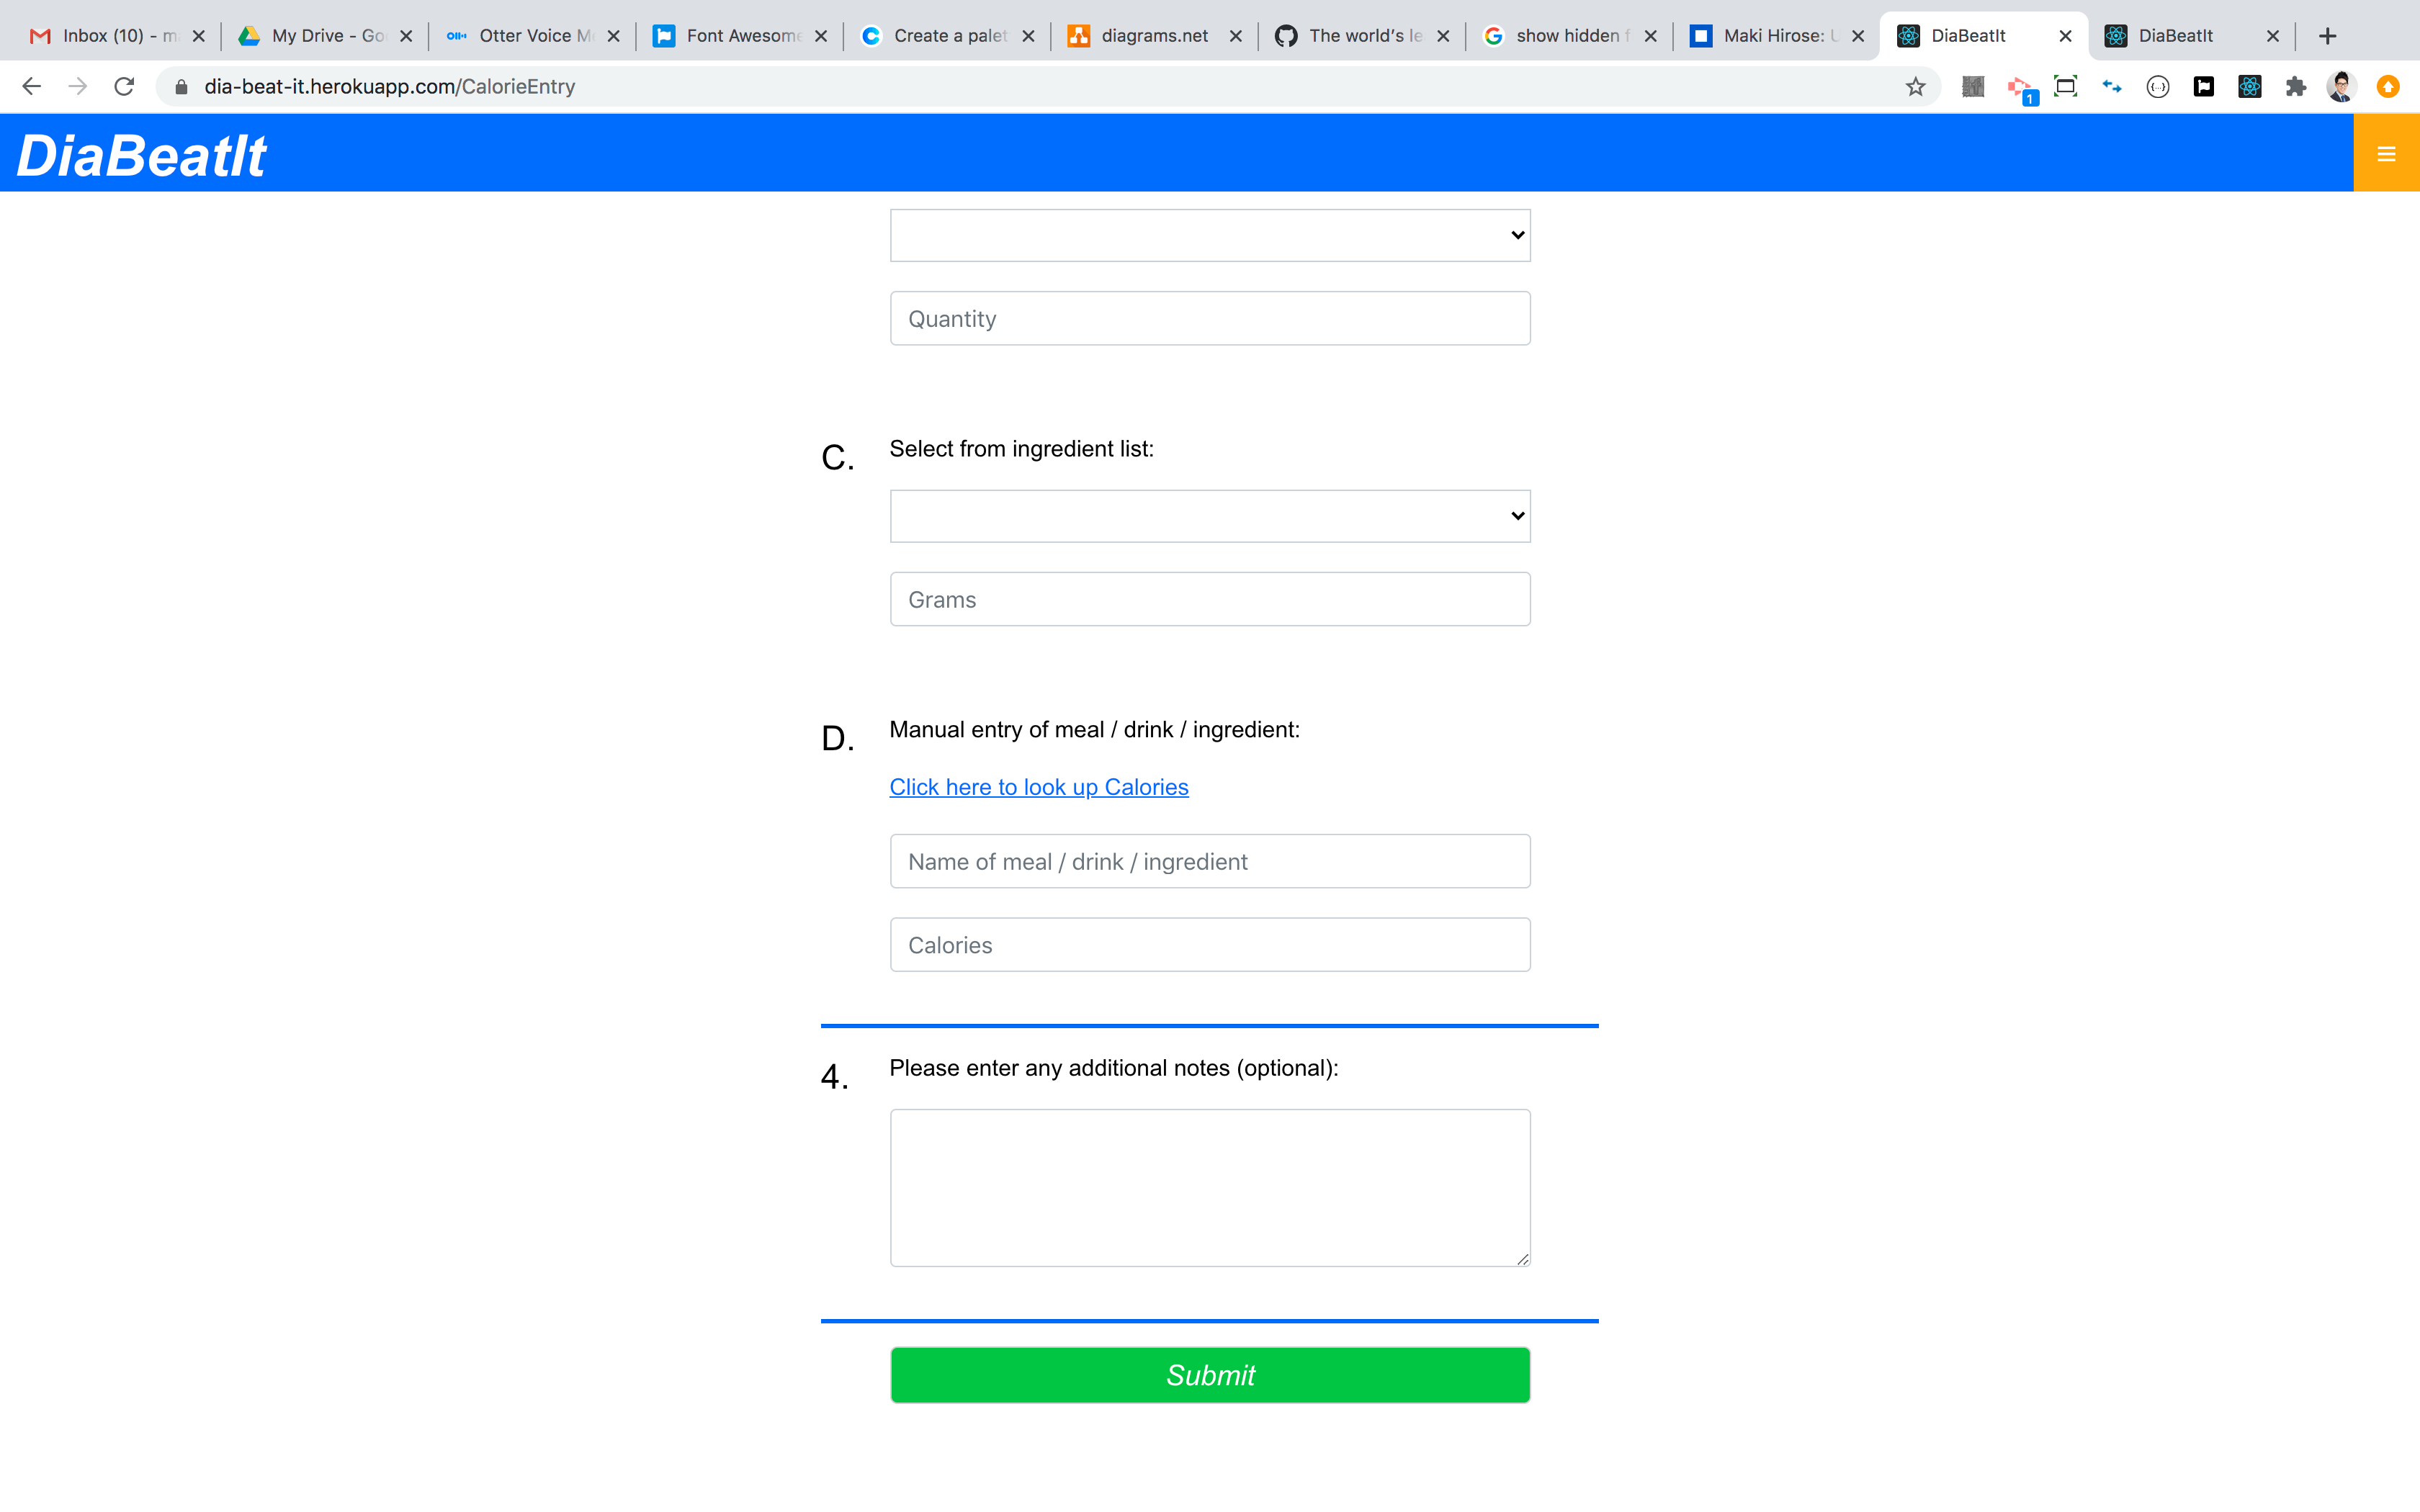 Inbox (10) - m
My Drive - Go
Otter Voice M
Font Awesome
Create a palet
diagrams.net
The world's le
show hidden f
Maki Hirose: U
DiaBeatIt
DiaBeatIt
dia-beat-it.herokuapp.com/CalorieEntry
1
DiaBeatIt
Quantity
C. Select from ingredient list:
Grams
D. Manual entry of meal / drink / ingredient:
Click here to look up Calories
Name of meal / drink / ingredient
Calories
4. Please enter any additional notes (optional):
Submit